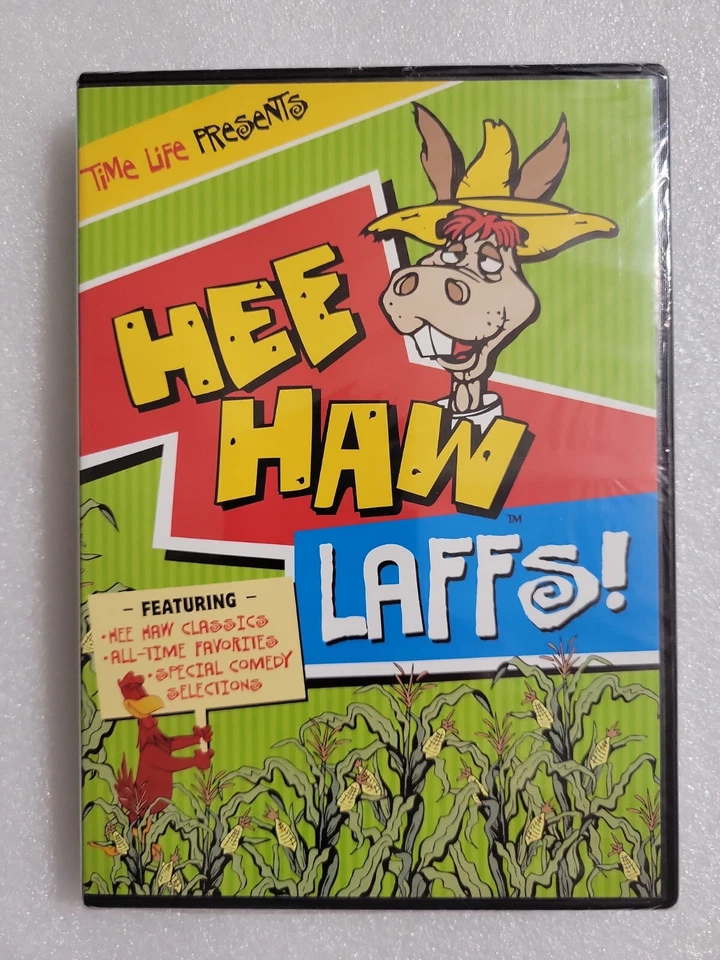 TiMe LiFe PRESENTS
HEE
HAW
™
LAFFS!
– FEATURING –
• HEE HAW CLASSICS
• ALL-TIME FAVORITES
• SPECIAL COMEDY
SELECTIONS